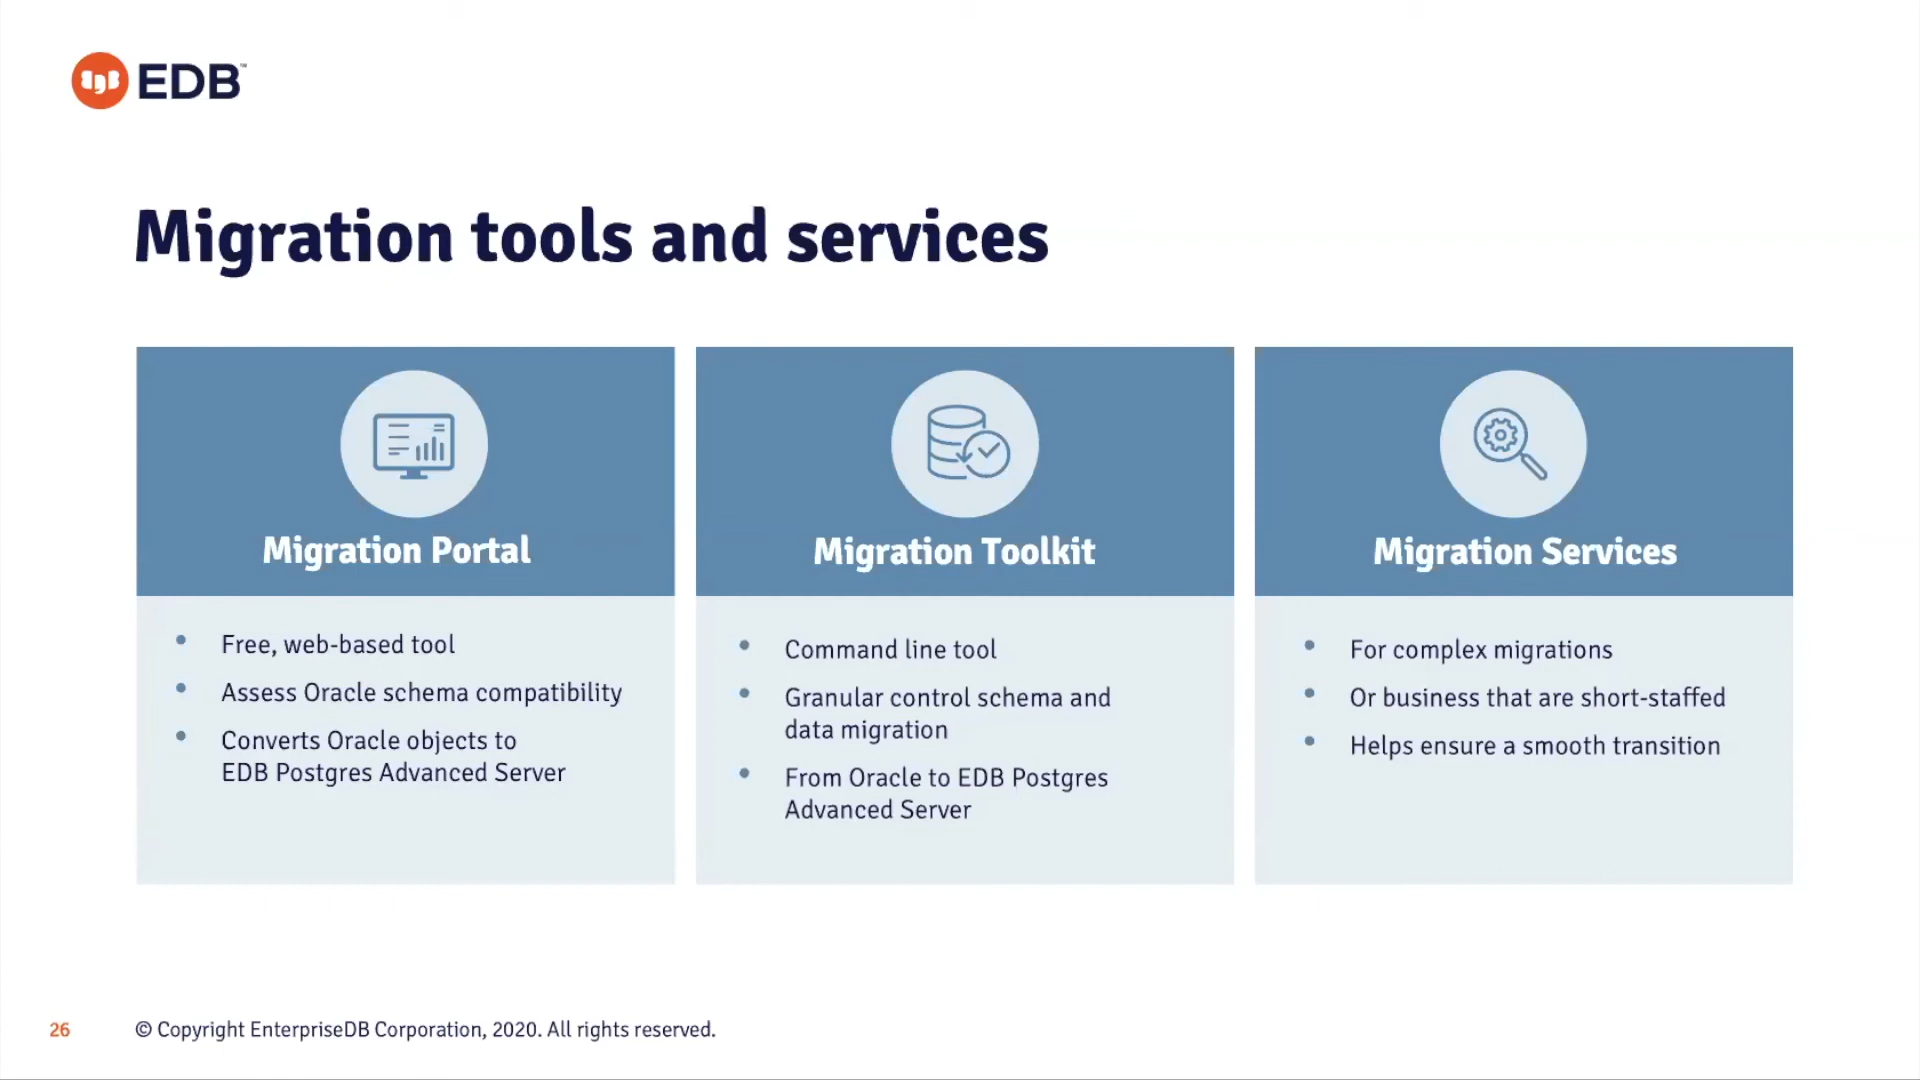 EDB™
Migration tools and services
Migration Portal
• Free, web-based tool
• Assess Oracle schema compatibility
• Converts Oracle objects to
EDB Postgres Advanced Server
Migration Toolkit
• Command line tool
• Granular control schema and
data migration
• From Oracle to EDB Postgres
Advanced Server
Migration Services
• For complex migrations
• Or business that are short-staffed
• Helps ensure a smooth transition
26
© Copyright EnterpriseDB Corporation, 2020. All rights reserved.